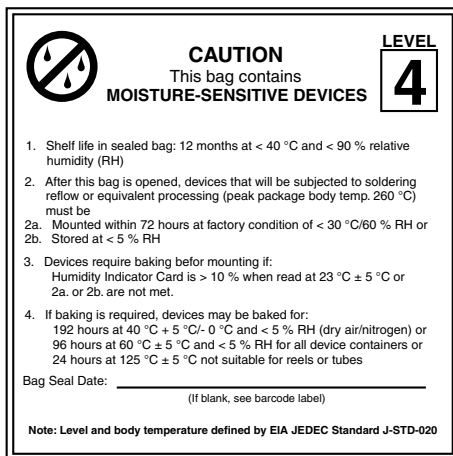 LEVEL
4
CAUTION
This bag contains
MOISTURE-SENSITIVE DEVICES
1. Shelf life in sealed bag: 12 months at < 40 °C and < 90 % relative
humidity (RH)
2. After this bag is opened, devices that will be subjected to soldering
reflow or equivalent processing (peak package body temp. 260 °C)
must be
2a. Mounted within 72 hours at factory condition of < 30 °C/60 % RH or
2b. Stored at < 5 % RH
3. Devices require baking befor mounting if:
Humidity Indicator Card is > 10 % when read at 23 °C ± 5 °C or
2a. or 2b. are not met.
4. If baking is required, devices may be baked for:
192 hours at 40 °C + 5 °C/- 0 °C and < 5 % RH (dry air/nitrogen) or
96 hours at 60 °C ± 5 °C and < 5 % RH for all device containers or
24 hours at 125 °C ± 5 °C not suitable for reels or tubes
Bag Seal Date:
(If blank, see barcode label)
Note: Level and body temperature defined by EIA JEDEC Standard J-STD-020